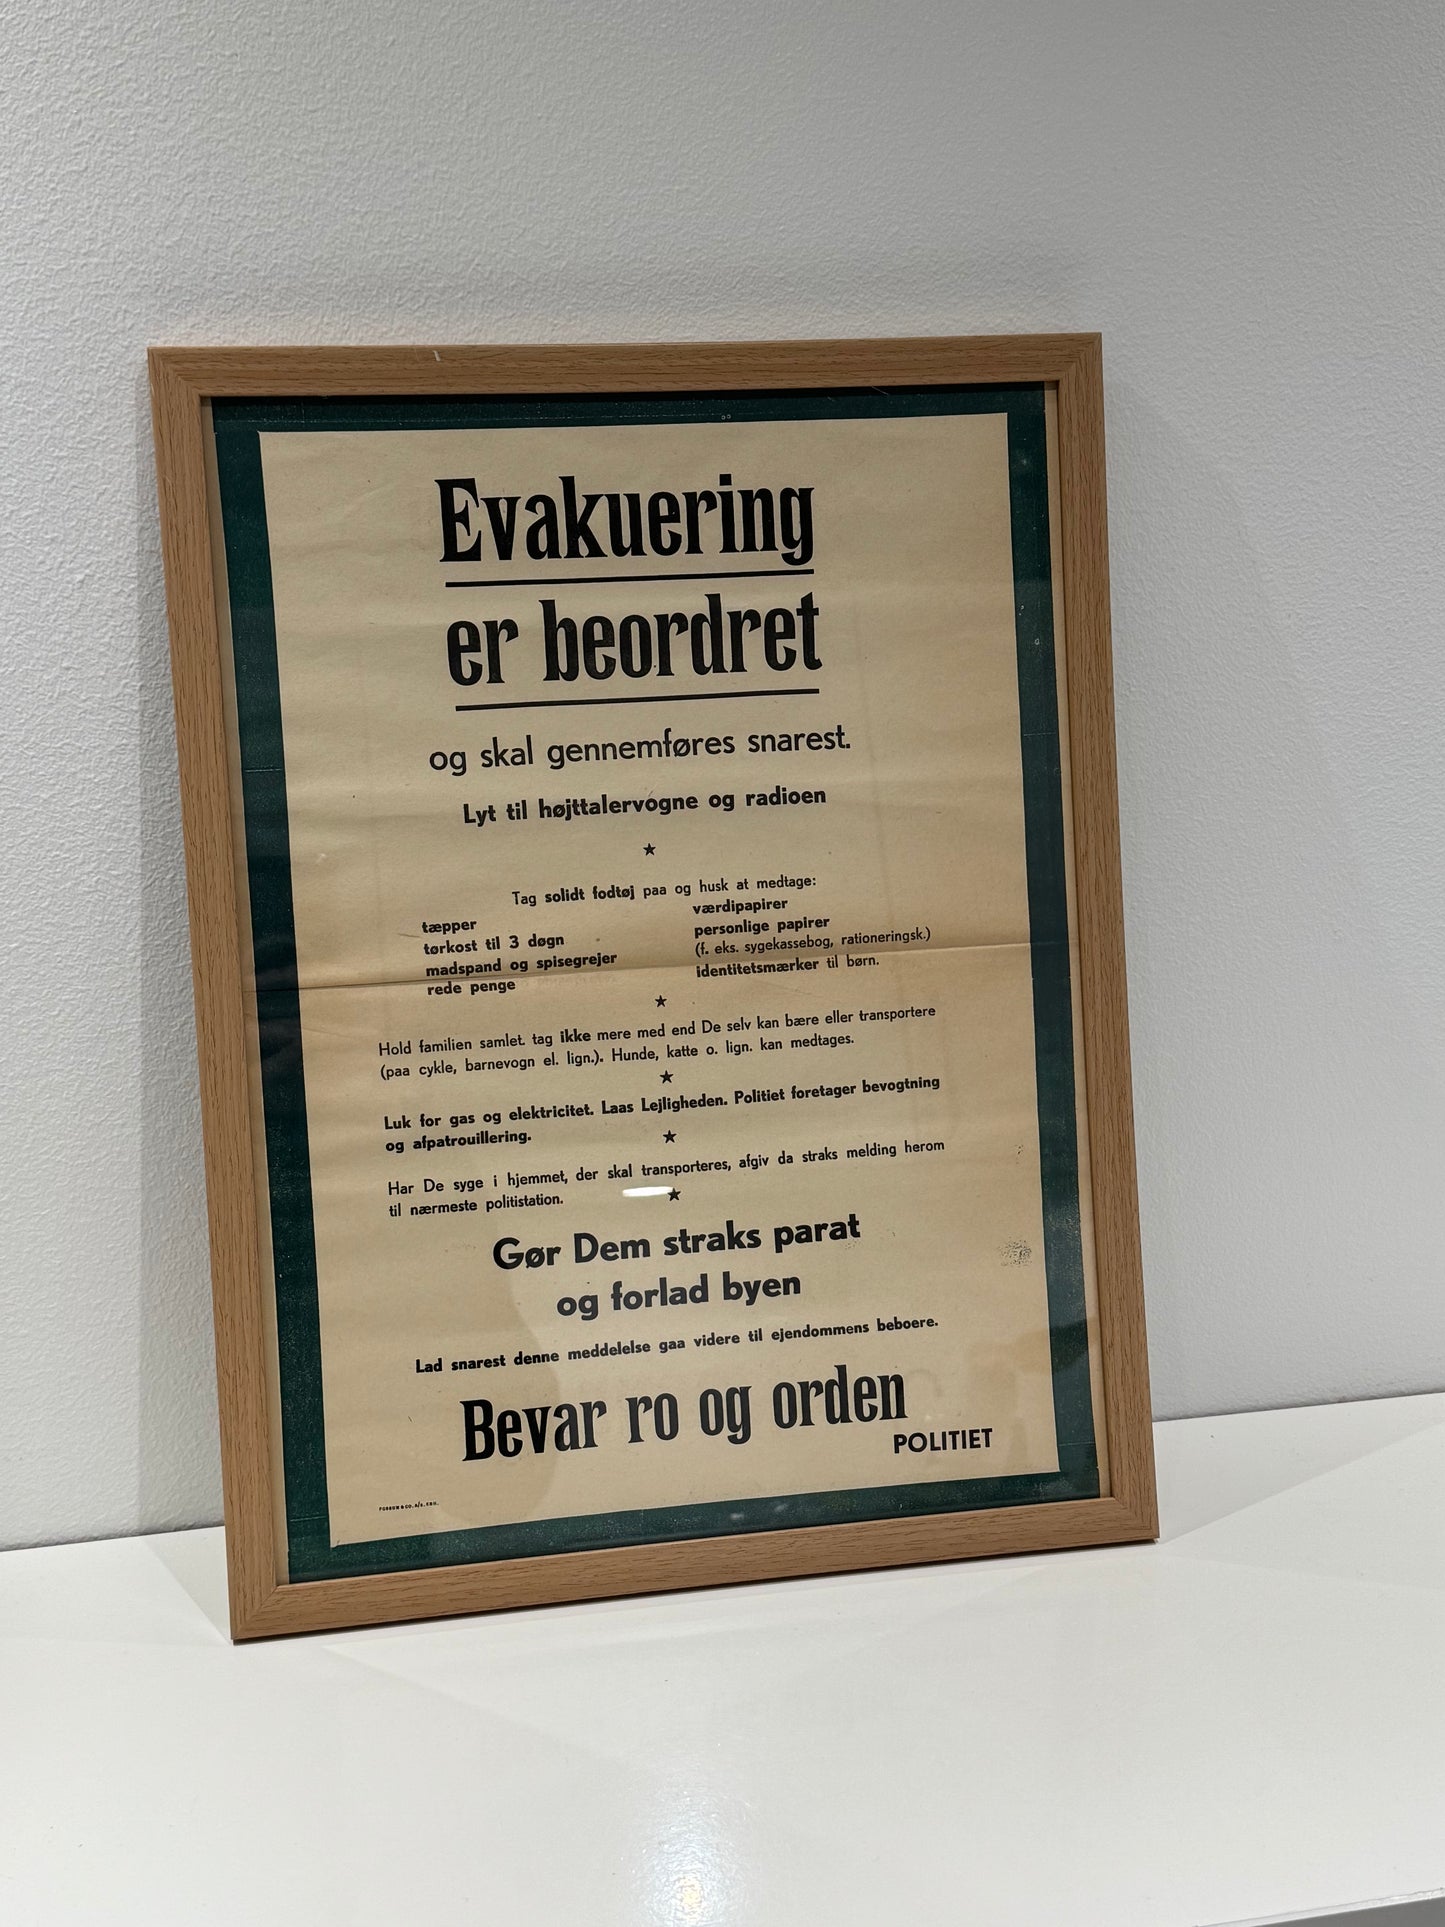 Evakuering
er beordret
og skal gennemføres snarest.
Lyt til højttalervogne og radioen
★
Tag solidt fodtøj paa og husk at medtage:
tæpper
tørkost til 3 døgn
madspand og spisegrejer
rede penge
værdipapirer
personlige papirer
(f. eks. sygekassebog, rationeringsk.)
identitetsmærker til børn.
★
Hold familien samlet. tag ikke mere med end De selv kan bære eller transportere
(paa cykle, barnevogn el. lign.). Hunde, katte o. lign. kan medtages.
★
Luk for gas og elektricitet. Laas Lejligheden. Politiet foretager bevogtning
og afpatrouillering.
★
Har De syge i hjemmet, der skal transporteres, afgiv da straks melding herom
til nærmeste politistation.
★
Gør Dem straks parat
og forlad byen
Lad snarest denne meddelelse gaa videre til ejendommens beboere.
Bevar ro og orden
POLITIET